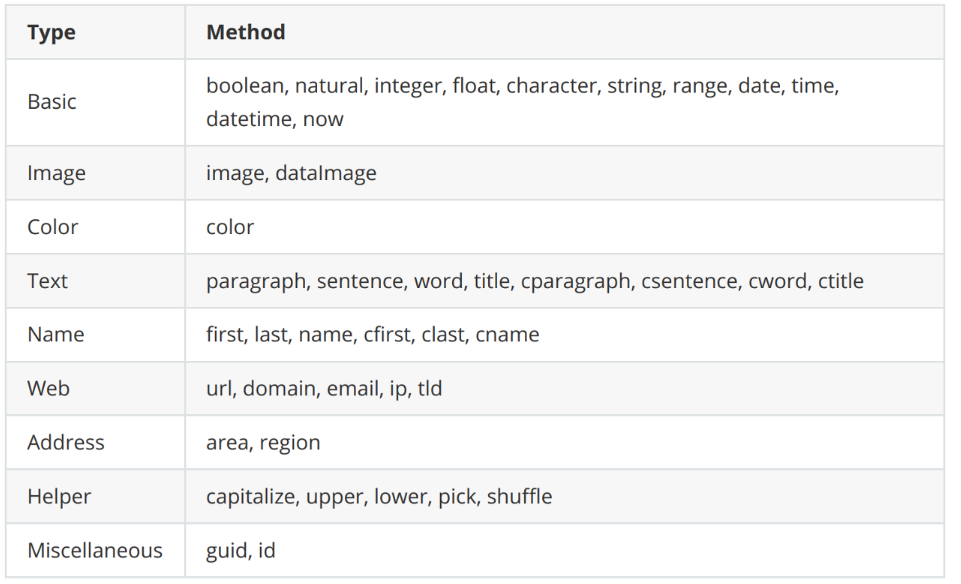 Type Method
Basic boolean, natural, integer, float, character, string, range, date, time,
datetime, now
Image image, dataImage
Color color
Text paragraph, sentence, word, title, cparagraph, csentence, cword, ctitle
Name first, last, name, cfirst, clast, cname
Web url, domain, email, ip, tld
Address area, region
Helper capitalize, upper, lower, pick, shuffle
Miscellaneous guid, id